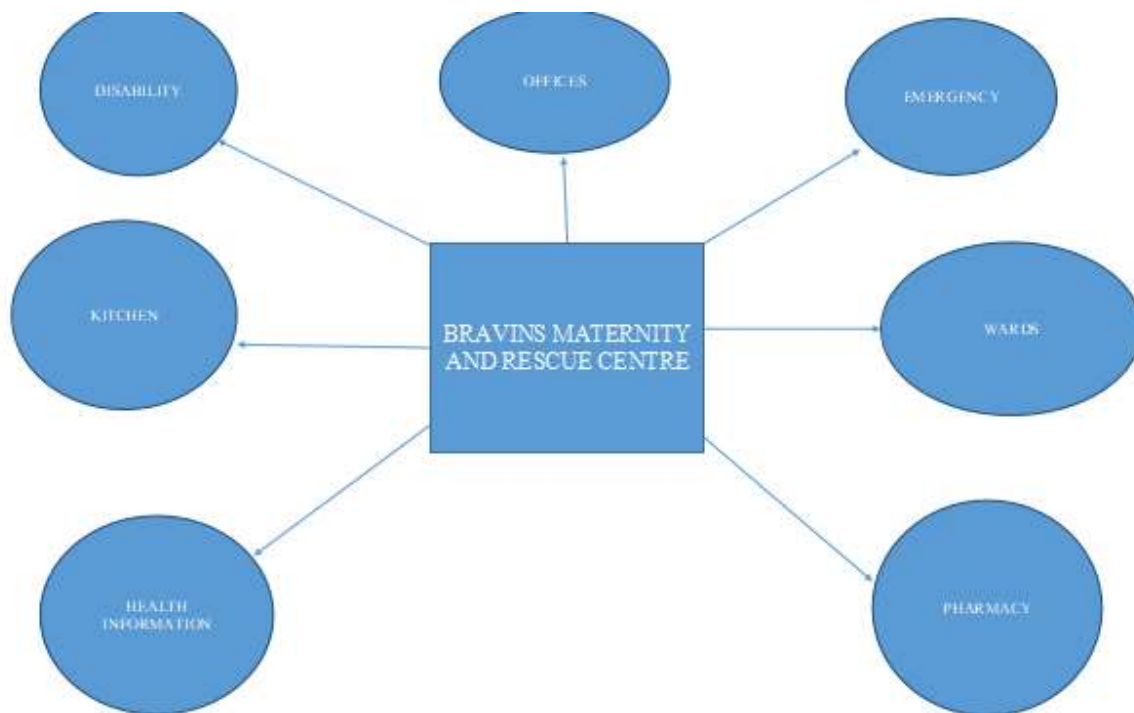 DISABILITY
OFFICES
EMERGENCY
KITCHEN
BRAVINS MATERNITY
AND RESCUE CENTRE
WARDS
HEALTH
INFORMATION
PHARMACY